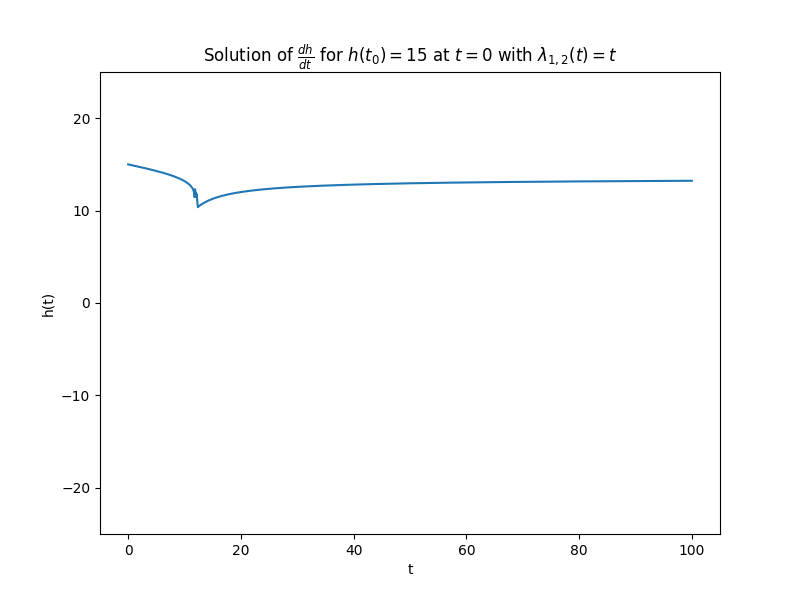 Solution of $\frac{dh}{dt}$ for $h(t_0) = 15$ at $t = 0$ with $\lambda_{1,2}(t) = t$
20
10
0
−10
−20
h(t)
0 20 40 60 80 100
t